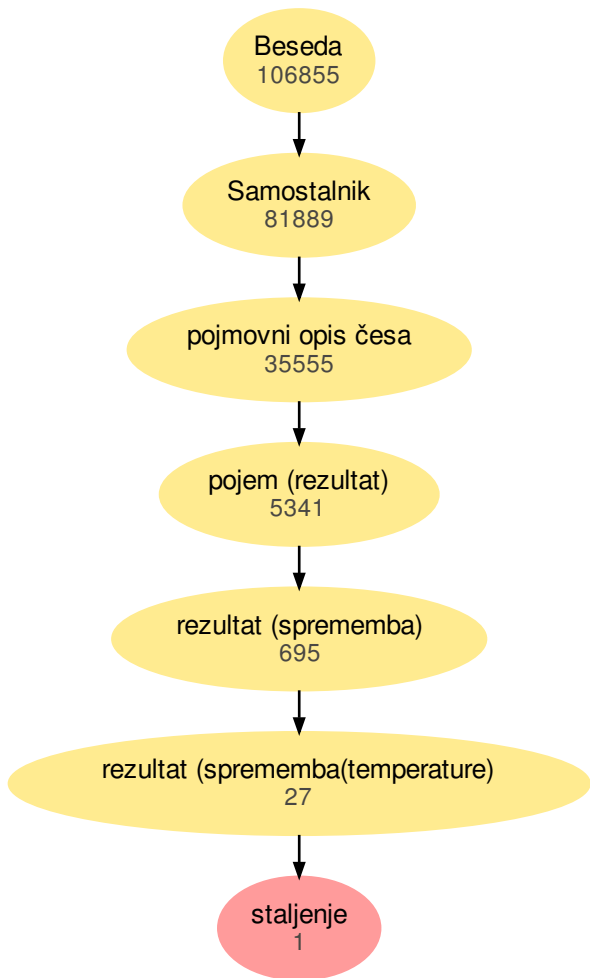 Beseda
106855
Samostalnik
81889
pojmovni opis česa
35555
pojem (rezultat)
5341
rezultat (sprememba)
695
rezultat (sprememba(temperature)
27
staljenje
1